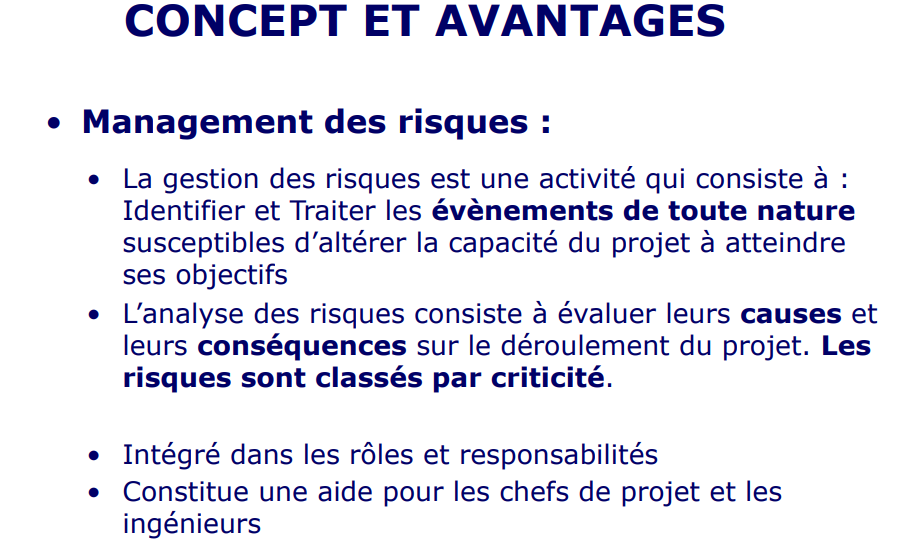 CONCEPT ET AVANTAGES
• Management des risques :
• La gestion des risques est une activité qui consiste à :
Identifier et Traiter les évènements de toute nature
susceptibles d’altérer la capacité du projet à atteindre
ses objectifs
• L’analyse des risques consiste à évaluer leurs causes et
leurs conséquences sur le déroulement du projet. Les
risques sont classés par criticité.
• Intégré dans les rôles et responsabilités
• Constitue une aide pour les chefs de projet et les
ingénieurs